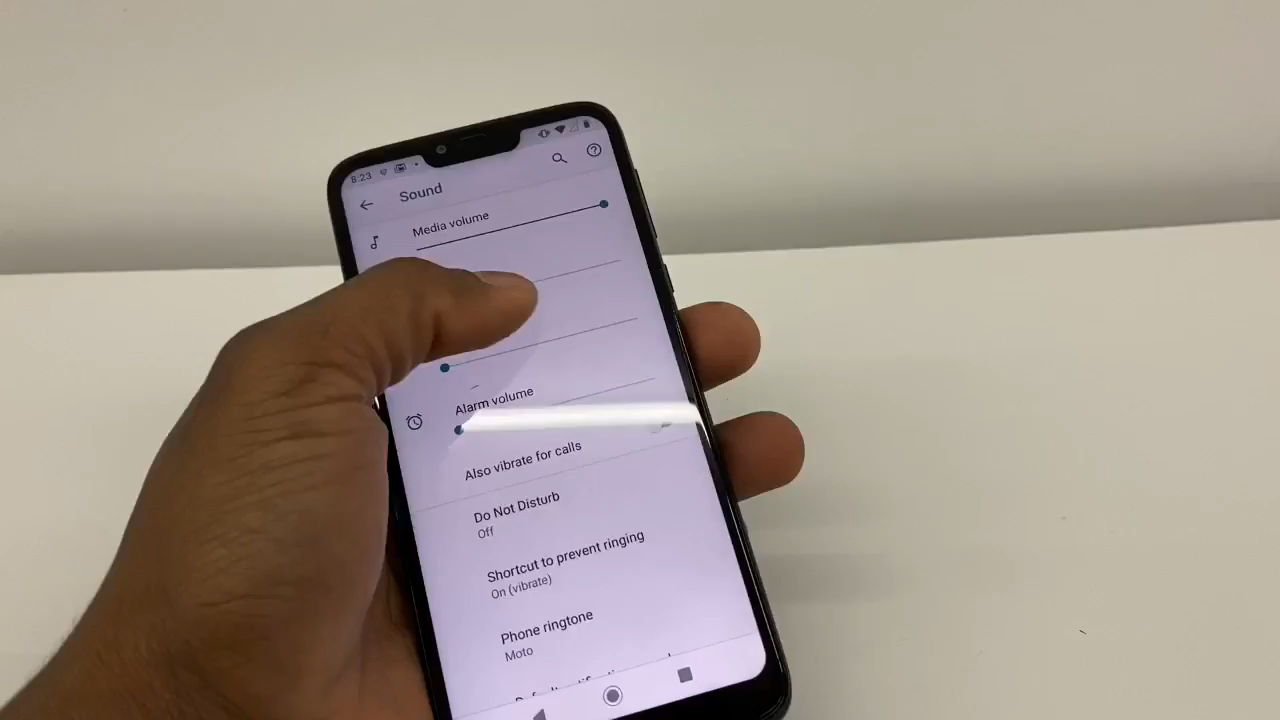 8:23
Sound
Media volume
Alarm volume
Also vibrate for calls
Do Not Disturb
Off
Shortcut to prevent ringing
On (vibrate)
Phone ringtone
Moto